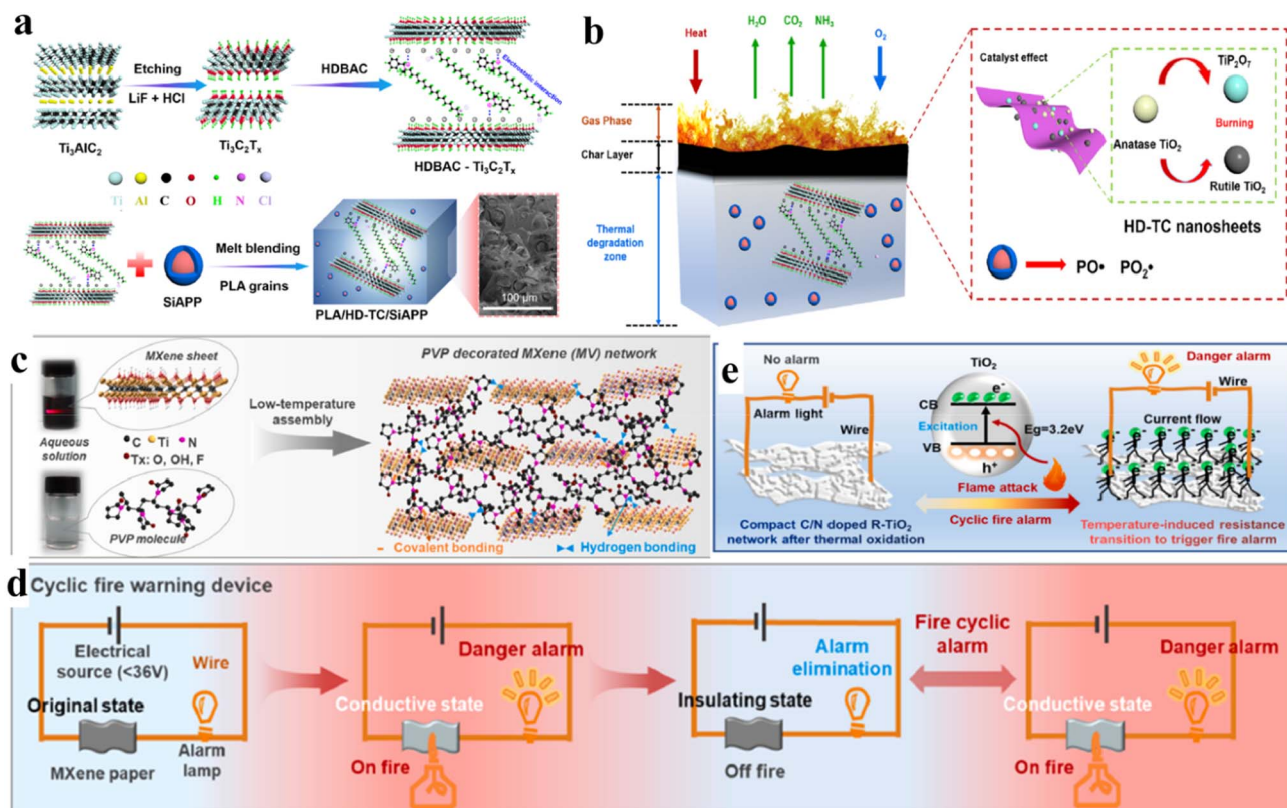 a
Etching
LiF + HCl
HDBAC
Electrostatic interaction
Ti₃AlC₂
Ti₃C₂Tₓ
HDBAC - Ti₃C₂Tₓ
Ti Al C O H N Cl
SiAPP
Melt blending
PLA grains
PLA/HD-TC/SiAPP
100 μm
b
Heat
H₂O
CO₂
NH₃
O₂
Gas Phase
Char Layer
Thermal
degradation
zone
Catalyst effect
TiP₂O₇
Burning
Anatase TiO₂
Rutile TiO₂
HD-TC nanosheets
PO• PO₂•
c
MXene sheet
Aqueous
solution
C Ti N
Tx: O, OH, F
PVP molecule
Low-temperature
assembly
PVP decorated MXene (MV) network
Covalent bonding
Hydrogen bonding
e
No alarm
Alarm light
Wire
TiO₂
e⁻
CB
Excitation
Eg=3.2eV
VB
h⁺
Flame attack
Cyclic fire alarm
Compact C/N doped R-TiO₂
network after thermal oxidation
Danger alarm
Wire
Current flow
e⁻ e⁻ e⁻ e⁻ e⁻ e⁻
Temperature-induced resistance
transition to trigger fire alarm
d
Cyclic fire warning device
Electrical
source (<36V)
Wire
Original state
MXene paper
Alarm
lamp
Danger alarm
Conductive state
On fire
Alarm
elimination
Insulating state
Off fire
Fire cyclic
alarm
Danger alarm
Conductive state
On fire